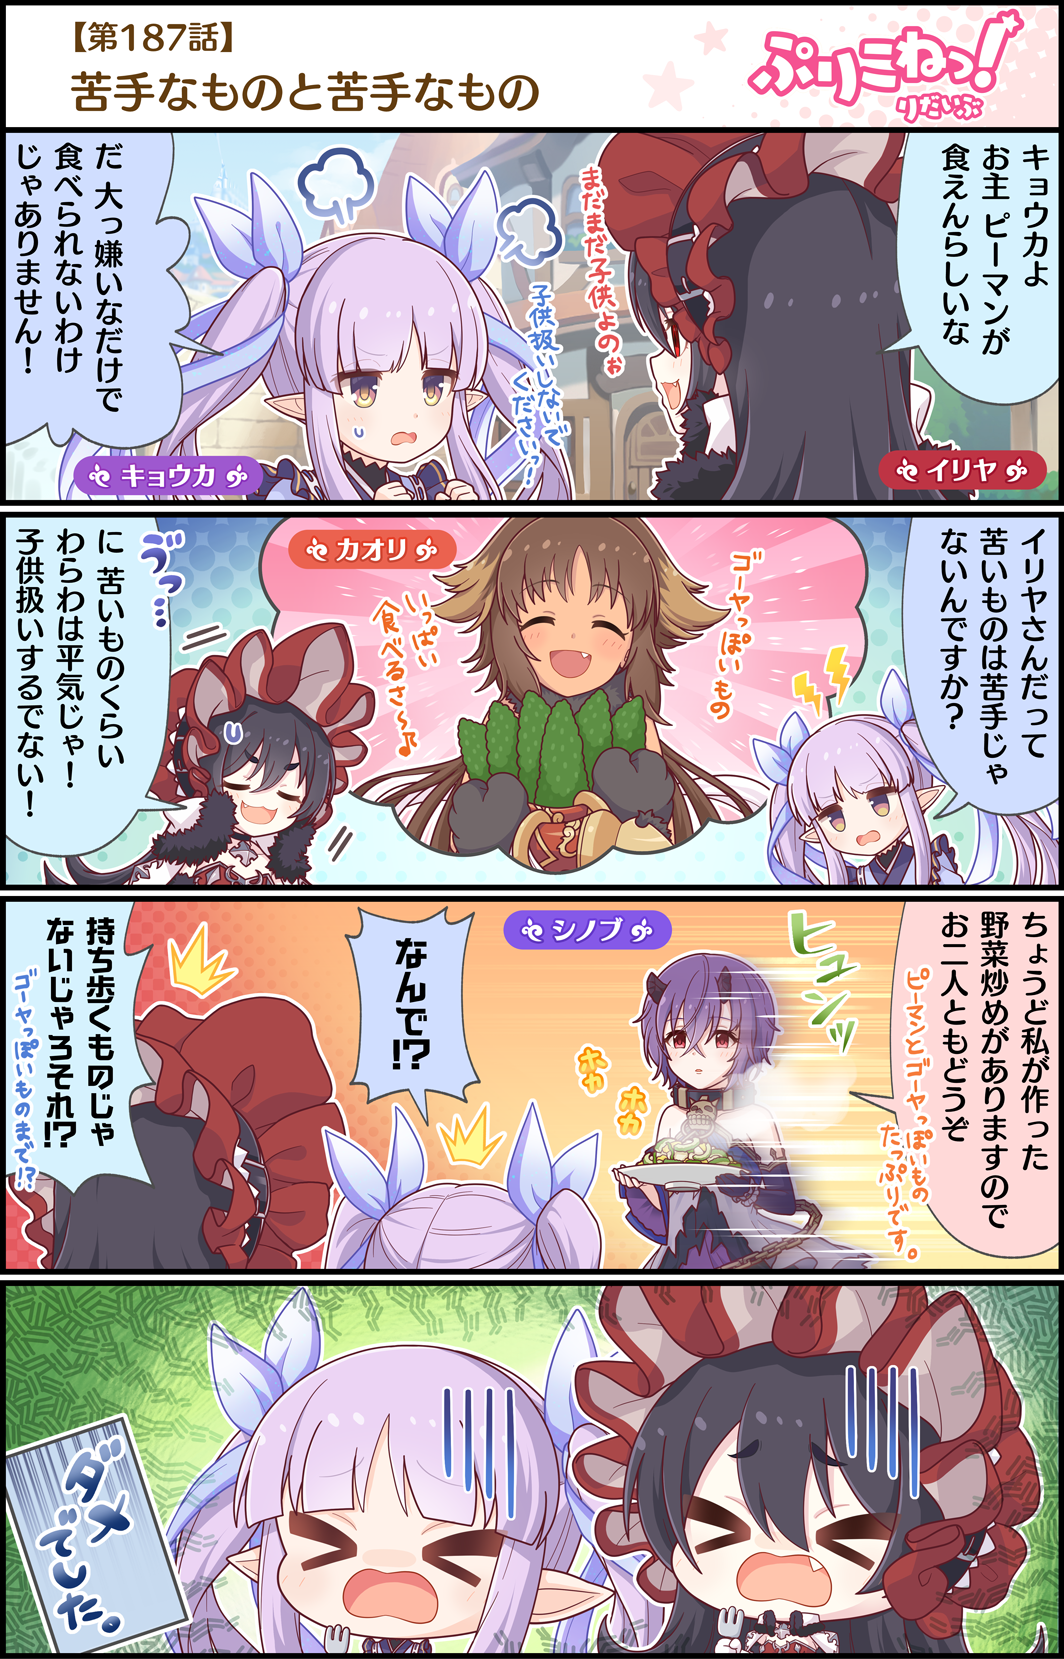 【第187話】
苦手なものと苦手なもの
ぷりこねっ!
りだいぶ
キョウカよ
お主 ピーマンが
食えんらしいな
まだまだ子供よのぉ
イリヤ
だ 大っ嫌いなだけで
食べられないわけ
じゃありません!
子供扱いしないで
くださいっ!
キョウカ
イリヤさんだって
苦いものは苦手じゃ
ないんですか?
カオリ
ゴーヤっぽいもの
いっぱい
食べるさ～♪
ゔっ…
に 苦いものくらい
わらわは平気じゃ!
子供扱いするでない!
ちょうど私が作った
野菜炒めがありますので
お二人ともどうぞ
ピーマンとゴーヤっぽいもの
たっぷりです。
ヒュンッ
シノブ
ホカ
ホカ
なんで!?
持ち歩くものじゃ
ないじゃろそれ!?
ゴーヤっぽいものまで!?
ダメ
でした。